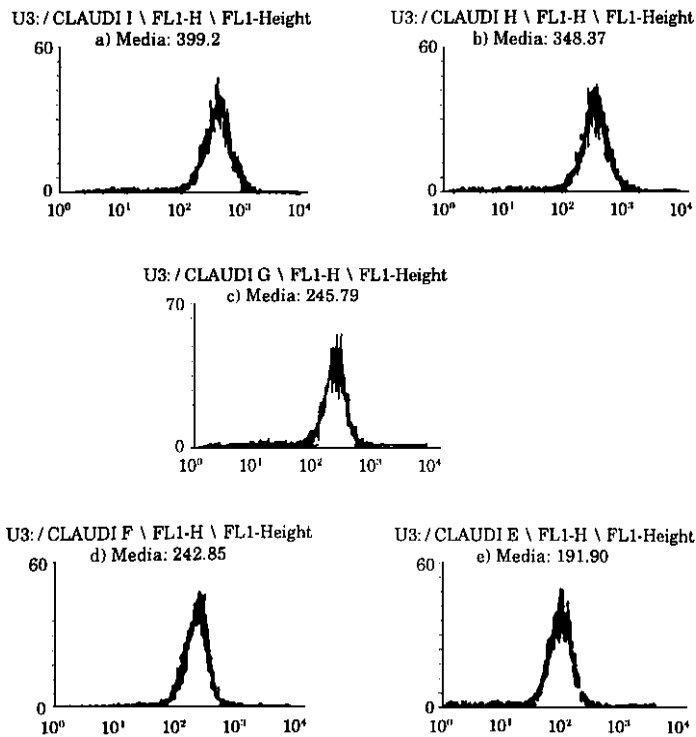 U3: / CLAUDI I \ FL1-H \ FL1-Height
a) Media: 399.2
60
0
10⁰ 10¹ 10² 10³ 10⁴
U3: / CLAUDI H \ FL1-H \ FL1-Height
b) Media: 348.37
60
0
10⁰ 10¹ 10² 10³ 10⁴
U3: / CLAUDI G \ FL1-H \ FL1-Height
c) Media: 245.79
70
0
10⁰ 10¹ 10² 10³ 10⁴
U3: / CLAUDI F \ FL1-H \ FL1-Height
d) Media: 242.85
60
0
10⁰ 10¹ 10² 10³ 10⁴
U3: / CLAUDI E \ FL1-H \ FL1-Height
e) Media: 191.90
60
0
10⁰ 10¹ 10² 10³ 10⁴